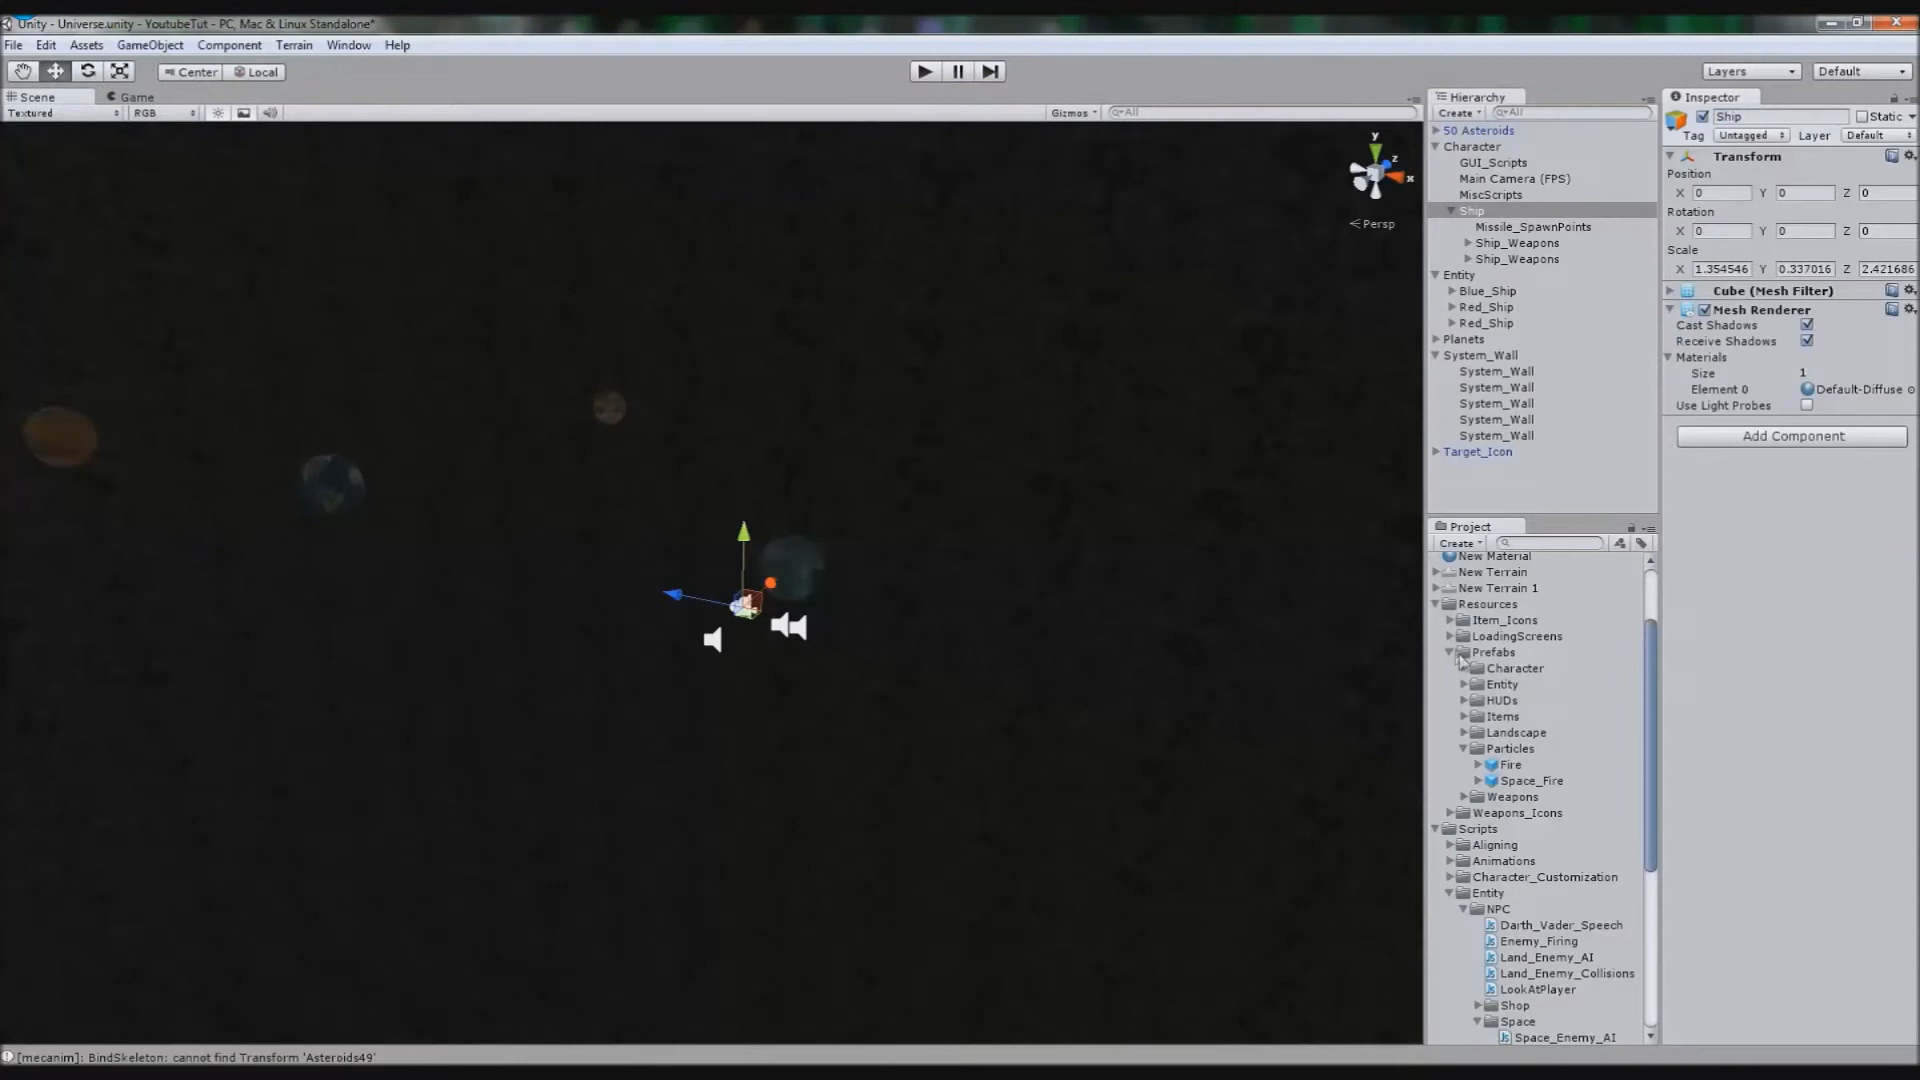 Unity - Universe.unity - YoutubeTut - PC, Mac & Linux Standalone*
File Edit Assets GameObject Component Terrain Window Help
Center Local
Layers Default
Scene Game
Textured RGB Gizmos All
y
z
x
Persp
Hierarchy
Create All
50 Asteroids
Character
GUI_Scripts
Main Camera (FPS)
MiscScripts
Ship
Missile_SpawnPoints
Ship_Weapons
Ship_Weapons
Entity
Blue_Ship
Red_Ship
Red_Ship
Planets
System_Wall
System_Wall
System_Wall
System_Wall
System_Wall
System_Wall
Target_Icon
Project
Create
New Material
New Terrain
New Terrain 1
Resources
Item_Icons
LoadingScreens
Prefabs
Character
Entity
HUDs
Items
Landscape
Particles
Fire
Space_Fire
Weapons
Weapons_Icons
Scripts
Aligning
Animations
Character_Customization
Entity
NPC
Darth_Vader_Speech
Enemy_Firing
Land_Enemy_AI
Land_Enemy_Collisions
LookAtPlayer
Shop
Space
Space_Enemy_AI
Inspector
Ship Static
Tag Untagged Layer Default
Transform
Position
X 0 Y 0 Z 0
Rotation
X 0 Y 0 Z 0
Scale
X 1.354546 Y 0.337016 Z 2.421686
Cube (Mesh Filter)
Mesh Renderer
Cast Shadows
Receive Shadows
Materials
Size 1
Element 0 Default-Diffuse
Use Light Probes
Add Component
[mecanim]: BindSkeleton: cannot find Transform 'Asteroids49'